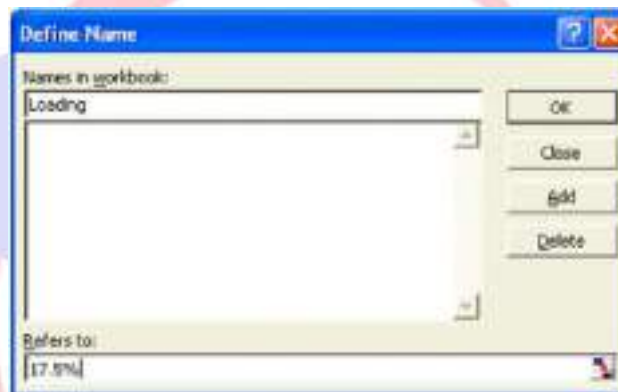 Define Name
Names in workbook:
Loading
OK
Close
Add
Delete
Refers to:
17.5%